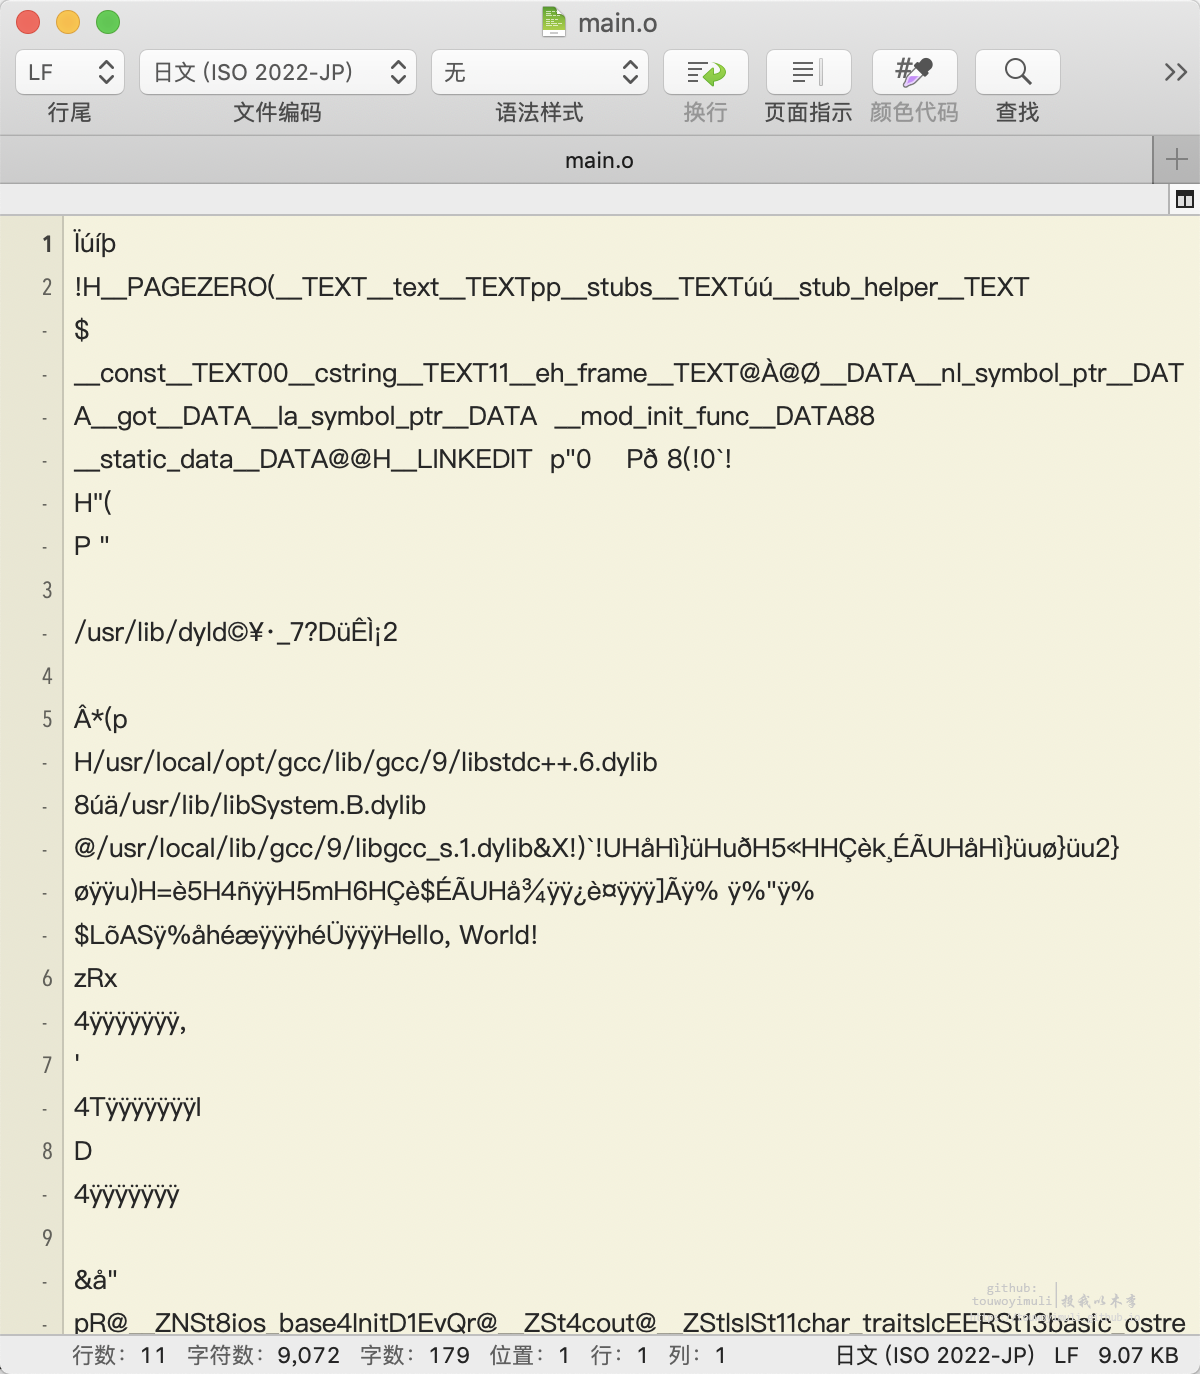 main.o
LF
日文 (ISO 2022-JP)
无
行尾
文件编码
语法样式
换行
页面指示
颜色代码
查找
main.o
1 Ïúíþ
2 !H__PAGEZERO(__TEXT__text__TEXTpp__stubs__TEXTúú__stub_helper__TEXT
- $
- __const__TEXT00__cstring__TEXT11__eh_frame__TEXT@À@Ø__DATA__nl_symbol_ptr__DAT
- A__got__DATA__la_symbol_ptr__DATA __mod_init_func__DATA88
- __static_data__DATA@@H__LINKEDIT p"0 Pð 8(!0`!
- H"(
- P "
3
- /usr/lib/dyld©¥·_7?DüÊÌ¡2
4
5 Â*(p
- H/usr/local/opt/gcc/lib/gcc/9/libstdc++.6.dylib
- 8úä/usr/lib/libSystem.B.dylib
- @/usr/local/lib/gcc/9/libgcc_s.1.dylib&X!)`!UHåHì}üHuðH5«HHÇèk¸ÉÃUHåHì}üuø}üu2}
- øÿÿu)H=è5H4ñÿÿH5mH6HÇè$ÉÃUHå¾ÿÿ¿è¤ÿÿÿ]Ãÿ% ÿ%"ÿ%
- $LõASÿ%åhéæÿÿÿhéÜÿÿÿHello, World!
6 zRx
- 4ÿÿÿÿÿÿÿ,
7 '
- 4TÿÿÿÿÿÿÿI
8 D
- 4ÿÿÿÿÿÿÿ
9
- &å"
- pR@__ZNSt8ios_base4InitD1EvQr@__ZSt4cout@__ZStlsISt11char_traitsIcEERSt13basic_ostre
github:
touwoyimuli
投我以木李
行数: 11 字符数: 9,072 字数: 179 位置: 1 行: 1 列: 1
日文 (ISO 2022-JP) LF 9.07 KB